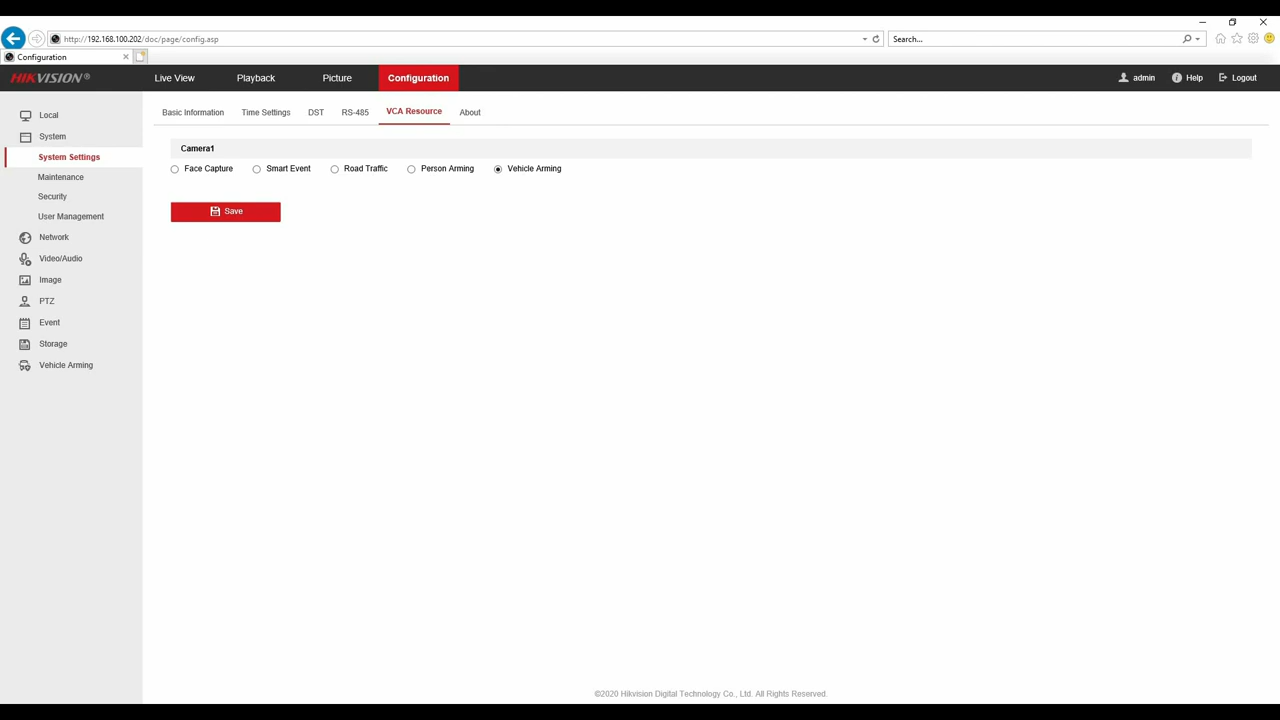 http://192.168.100.202/doc/page/config.asp
Search...
Configuration
HIKVISION®
Live View
Playback
Picture
Configuration
admin
Help
Logout
Local
System
System Settings
Maintenance
Security
User Management
Network
Video/Audio
Image
PTZ
Event
Storage
Vehicle Arming
Basic Information
Time Settings
DST
RS-485
VCA Resource
About
Camera1
Face Capture
Smart Event
Road Traffic
Person Arming
Vehicle Arming
Save
©2020 Hikvision Digital Technology Co., Ltd. All Rights Reserved.